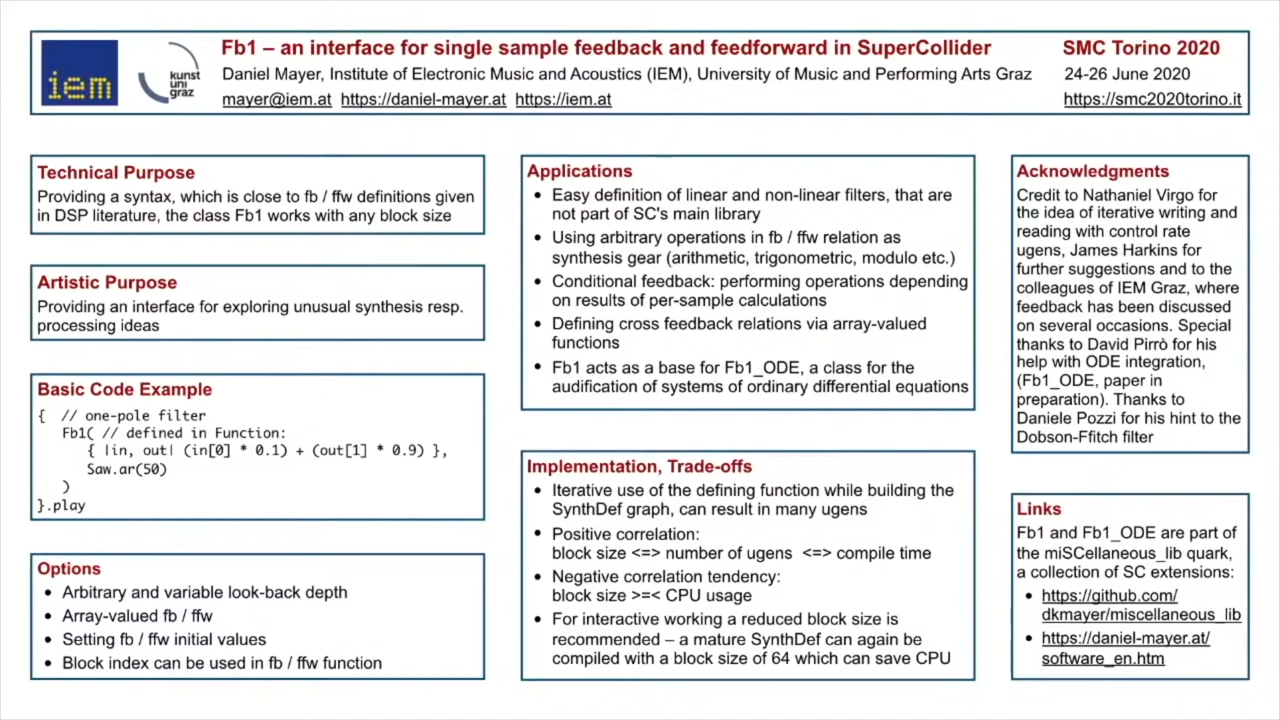 iem
kunst
uni
graz
Fb1 – an interface for single sample feedback and feedforward in SuperCollider
Daniel Mayer, Institute of Electronic Music and Acoustics (IEM), University of Music and Performing Arts Graz
mayer@iem.at https://daniel-mayer.at https://iem.at
SMC Torino 2020
24-26 June 2020
https://smc2020torino.it
Technical Purpose
Providing a syntax, which is close to fb / ffw definitions given
in DSP literature, the class Fb1 works with any block size
Artistic Purpose
Providing an interface for exploring unusual synthesis resp.
processing ideas
Basic Code Example
{ // one-pole filter
Fb1( // defined in Function:
{ |in, out| (in[0] * 0.1) + (out[1] * 0.9) },
Saw.ar(50)
)
}.play
Options
• Arbitrary and variable look-back depth
• Array-valued fb / ffw
• Setting fb / ffw initial values
• Block index can be used in fb / ffw function
Applications
• Easy definition of linear and non-linear filters, that are
not part of SC's main library
• Using arbitrary operations in fb / ffw relation as
synthesis gear (arithmetic, trigonometric, modulo etc.)
• Conditional feedback: performing operations depending
on results of per-sample calculations
• Defining cross feedback relations via array-valued
functions
• Fb1 acts as a base for Fb1_ODE, a class for the
audification of systems of ordinary differential equations
Implementation, Trade-offs
• Iterative use of the defining function while building the
SynthDef graph, can result in many ugens
• Positive correlation:
block size <=> number of ugens <=> compile time
• Negative correlation tendency:
block size >=< CPU usage
• For interactive working a reduced block size is
recommended – a mature SynthDef can again be
compiled with a block size of 64 which can save CPU
Acknowledgments
Credit to Nathaniel Virgo for
the idea of iterative writing and
reading with control rate
ugens, James Harkins for
further suggestions and to the
colleagues of IEM Graz, where
feedback has been discussed
on several occasions. Special
thanks to David Pirrò for his
help with ODE integration,
(Fb1_ODE, paper in
preparation). Thanks to
Daniele Pozzi for his hint to the
Dobson-Ffitch filter
Links
Fb1 and Fb1_ODE are part of
the miSCellaneous_lib quark,
a collection of SC extensions:
• https://github.com/
dkmayer/miscellaneous_lib
• https://daniel-mayer.at/
software_en.htm